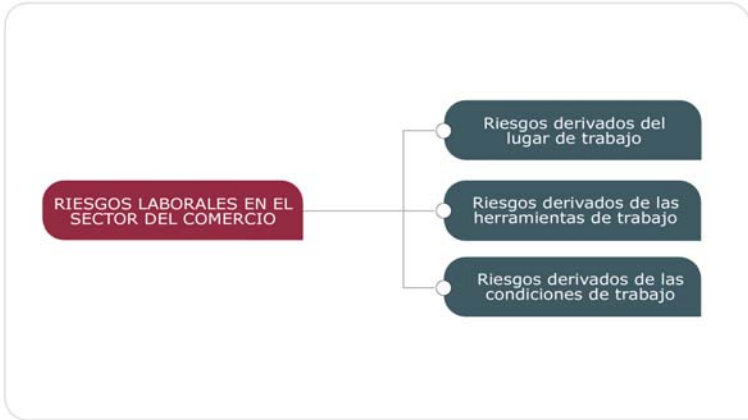 RIESGOS LABORALES EN EL
SECTOR DEL COMERCIO
Riesgos derivados del
lugar de trabajo
Riesgos derivados de las
herramientas de trabajo
Riesgos derivados de las
condiciones de trabajo